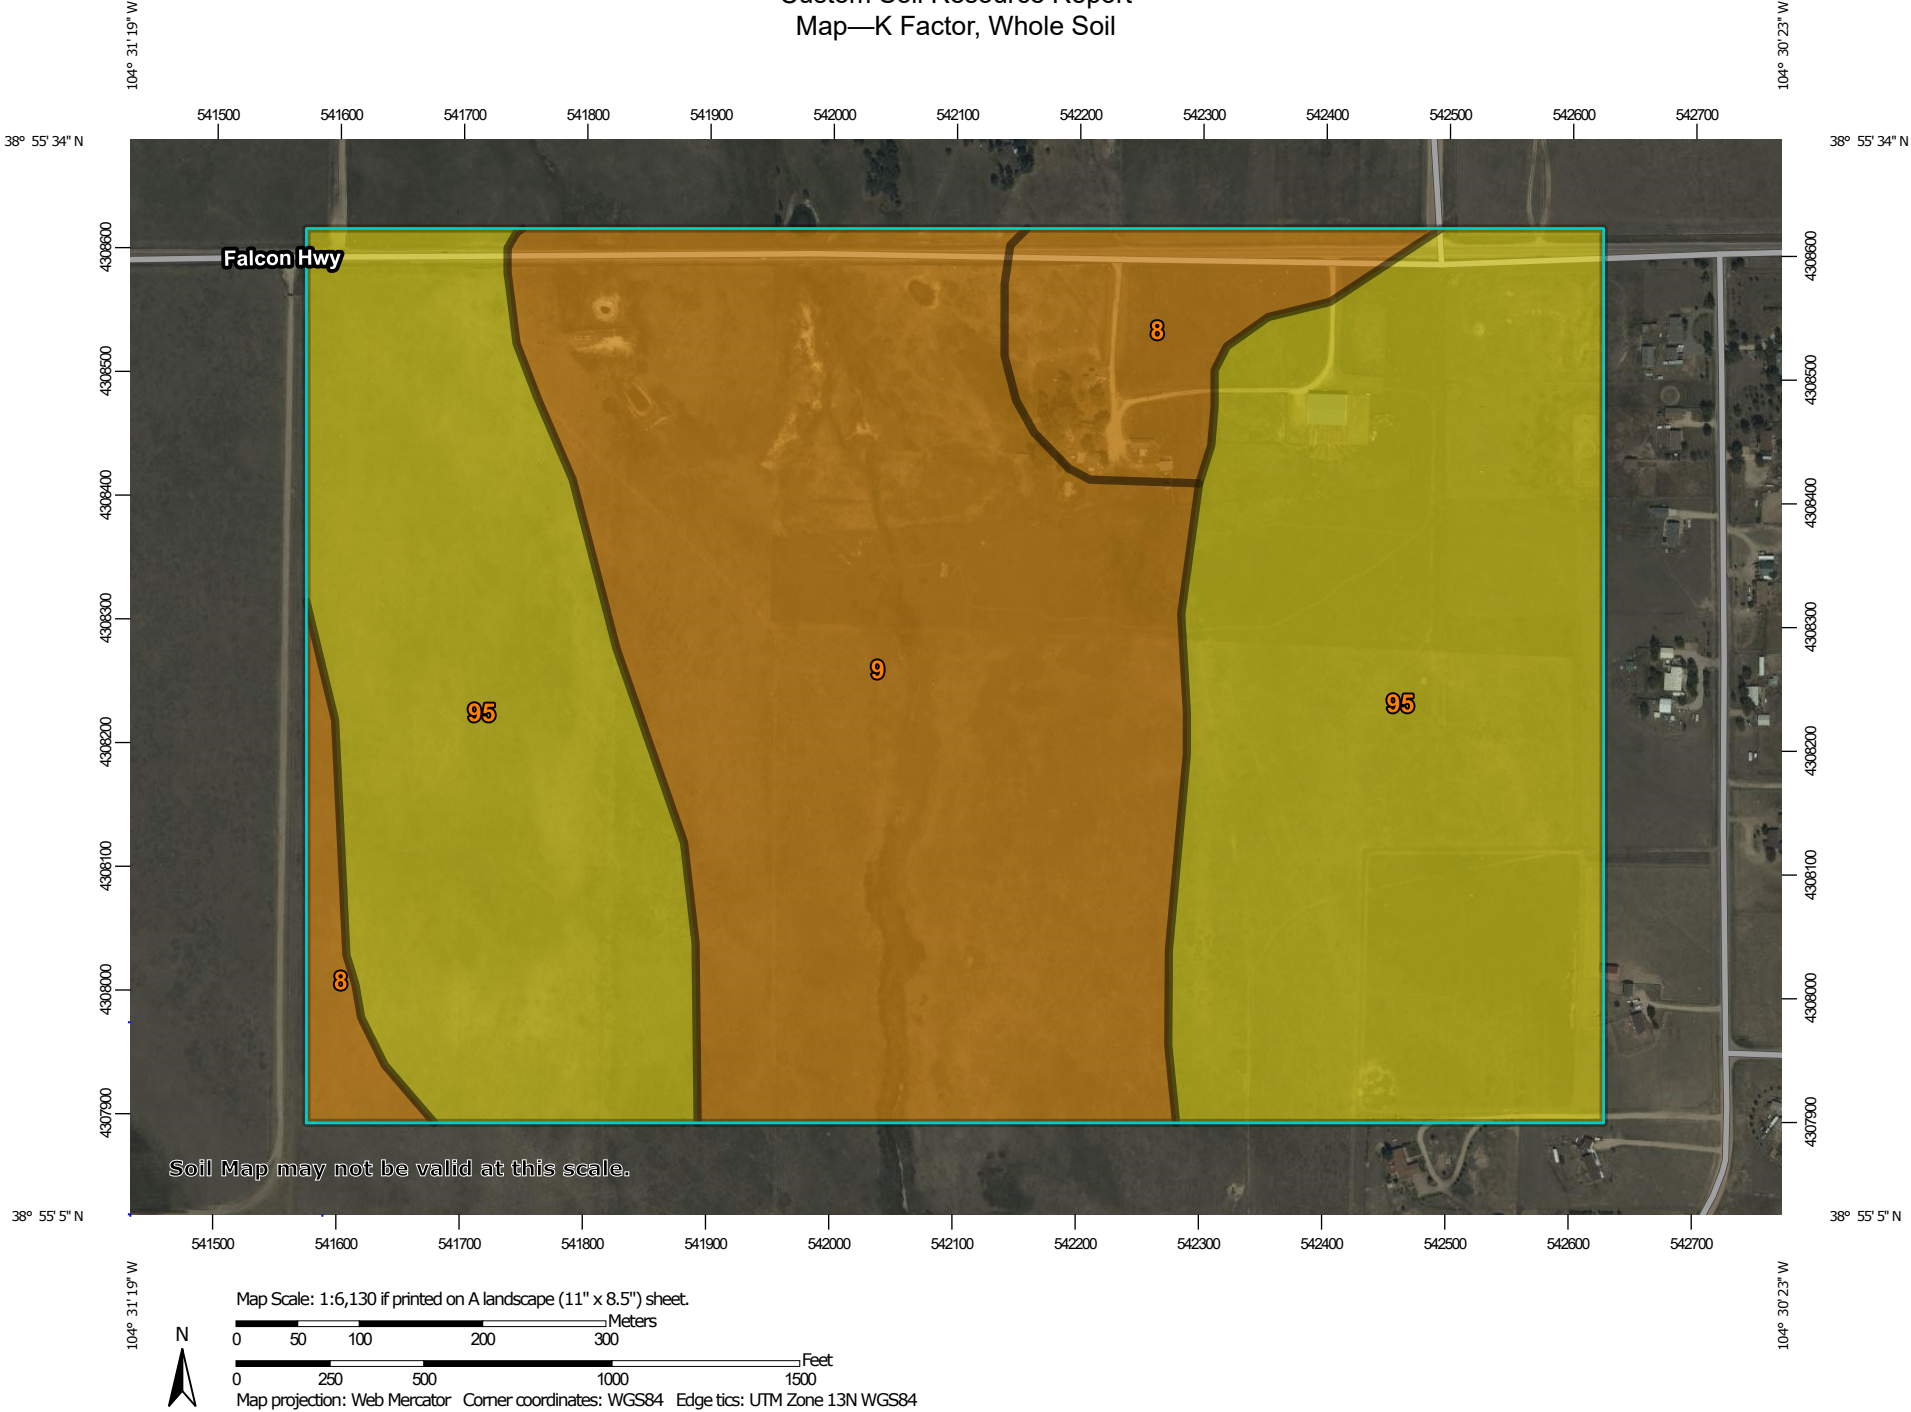 Custom Soil Resource Report
Map—K Factor, Whole Soil
104° 31' 19" W
104° 30' 23" W
541500 541600 541700 541800 541900 542000 542100 542200 542300 542400 542500 542600 542700
38° 55' 34" N
38° 55' 34" N
4308600
4308600
Falcon Hwy
8
4308500
4308500
4308400
4308400
4308300
4308300
9
95
95
4308200
4308200
4308100
4308100
8
4308000
4308000
4307900
4307900
Soil Map may not be valid at this scale.
38° 55' 5" N
38° 55' 5" N
541500 541600 541700 541800 541900 542000 542100 542200 542300 542400 542500 542600 542700
104° 31' 19" W
104° 30' 23" W
Map Scale: 1:6,130 if printed on A landscape (11" x 8.5") sheet.
Meters
0 50 100 200 300
N
Feet
0 250 500 1000 1500
Map projection: Web Mercator Corner coordinates: WGS84 Edge tics: UTM Zone 13N WGS84